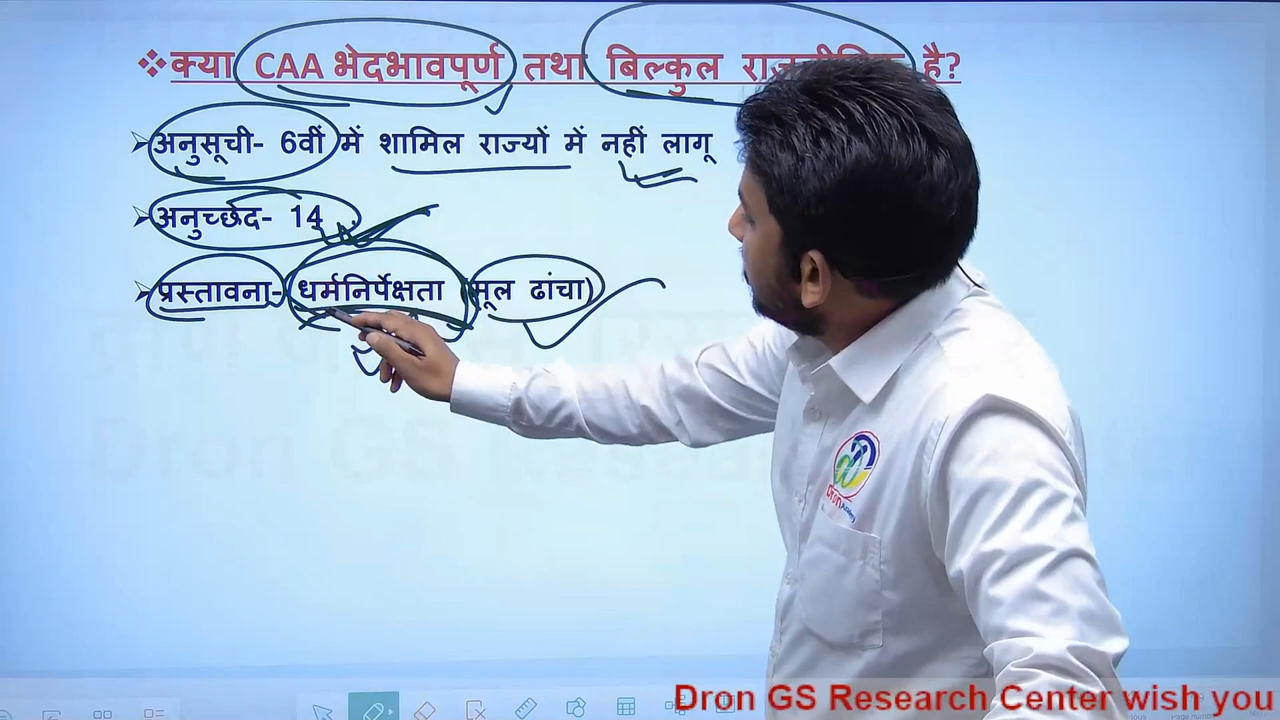 ❖क्या CAA भेदभावपूर्ण तथा बिल्कुल है?
➢अनुसूची- 6वीं में शामिल राज्यों में नहीं लागू
➢अनुच्छेद- 14
➢प्रस्तावना- धर्मनिर्पेक्षता (मूल ढांचा)
Dron
Dron GS Research Center wish you